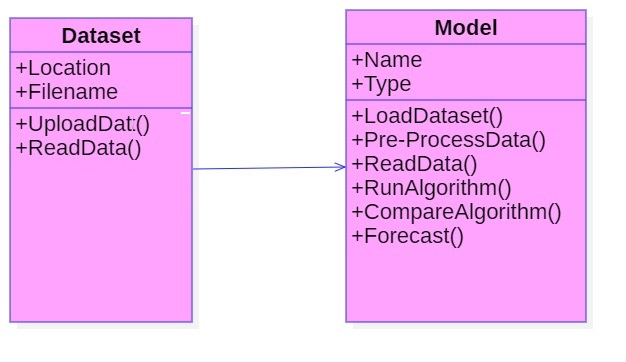 Dataset
+Location
+Filename
+UploadDat:()
+ReadData()
Model
+Name
+Type
+LoadDataset()
+Pre-ProcessData()
+ReadData()
+RunAlgorithm()
+CompareAlgorithm()
+Forecast()